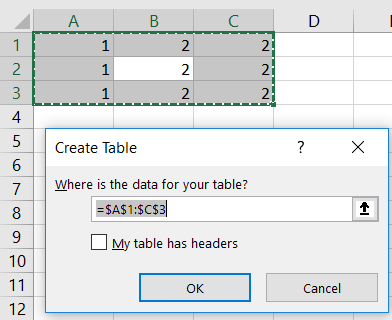 A B C D
1 1 2 2
2 1 2 2
3 1 2 2
4
5
6
7
8
9
10
11
12
Create Table ? ×
Where is the data for your table?
=$A$1:$C$3
My table has headers
OK Cancel